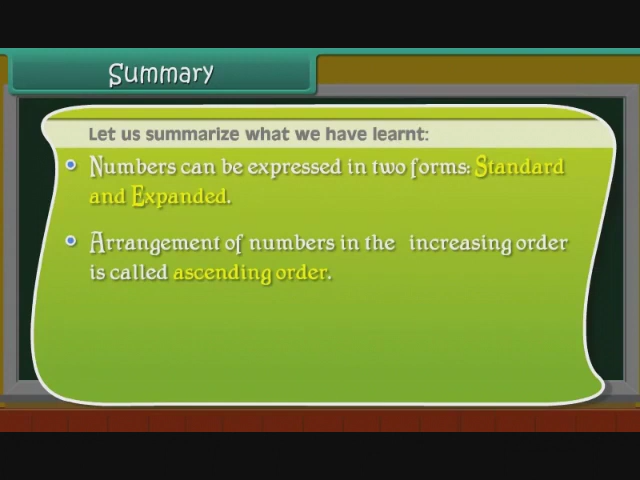 Summary
Let us summarize what we have learnt:
Numbers can be expressed in two forms: Standard
and Expanded.
Arrangement of numbers in the increasing order
is called ascending order.